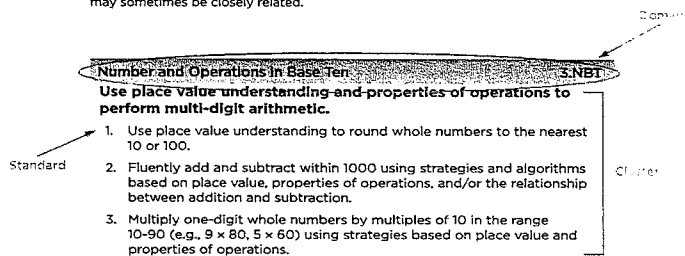 may sometimes be closely related.
Domain
Number and Operations in Base Ten 3.NBT
Use place value understanding and properties of operations to
perform multi-digit arithmetic.
1. Use place value understanding to round whole numbers to the nearest
10 or 100.
Standard
2. Fluently add and subtract within 1000 using strategies and algorithms
based on place value, properties of operations, and/or the relationship
between addition and subtraction.
Cluster
3. Multiply one-digit whole numbers by multiples of 10 in the range
10-90 (e.g., 9 × 80, 5 × 60) using strategies based on place value and
properties of operations.